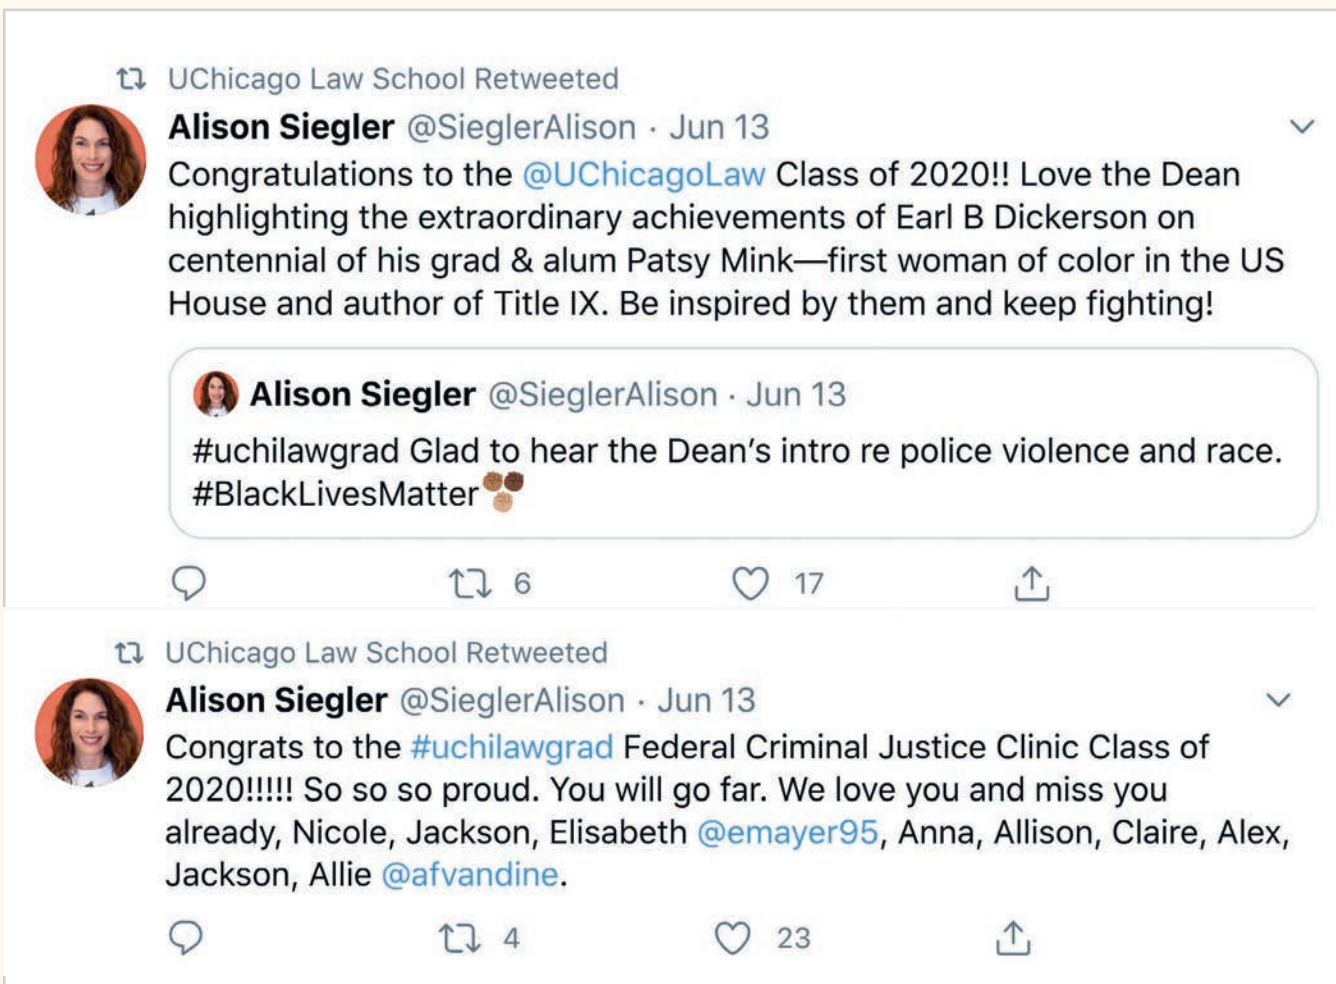 UChicago Law School Retweeted
Alison Siegler @SieglerAlison · Jun 13
Congratulations to the @UChicagoLaw Class of 2020!! Love the Dean
highlighting the extraordinary achievements of Earl B Dickerson on
centennial of his grad & alum Patsy Mink—first woman of color in the US
House and author of Title IX. Be inspired by them and keep fighting!
Alison Siegler @SieglerAlison · Jun 13
#uchilawgrad Glad to hear the Dean's intro re police violence and race.
#BlackLivesMatter✊🏾✊🏿✊🏽
6 17
UChicago Law School Retweeted
Alison Siegler @SieglerAlison · Jun 13
Congrats to the #uchilawgrad Federal Criminal Justice Clinic Class of
2020!!!!! So so so proud. You will go far. We love you and miss you
already, Nicole, Jackson, Elisabeth @emayer95, Anna, Allison, Claire, Alex,
Jackson, Allie @afvandine.
4 23